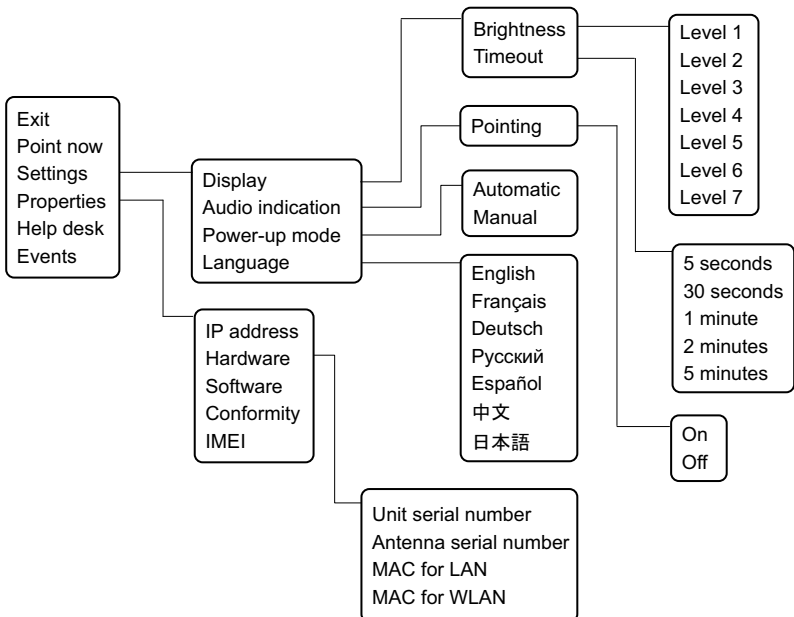 Exit
Point now
Settings
Properties
Help desk
Events
Display
Audio indication
Power-up mode
Language
Brightness
Timeout
Pointing
Automatic
Manual
English
Français
Deutsch
Русский
Español
中文
日本語
Level 1
Level 2
Level 3
Level 4
Level 5
Level 6
Level 7
5 seconds
30 seconds
1 minute
2 minutes
5 minutes
On
Off
IP address
Hardware
Software
Conformity
IMEI
Unit serial number
Antenna serial number
MAC for LAN
MAC for WLAN